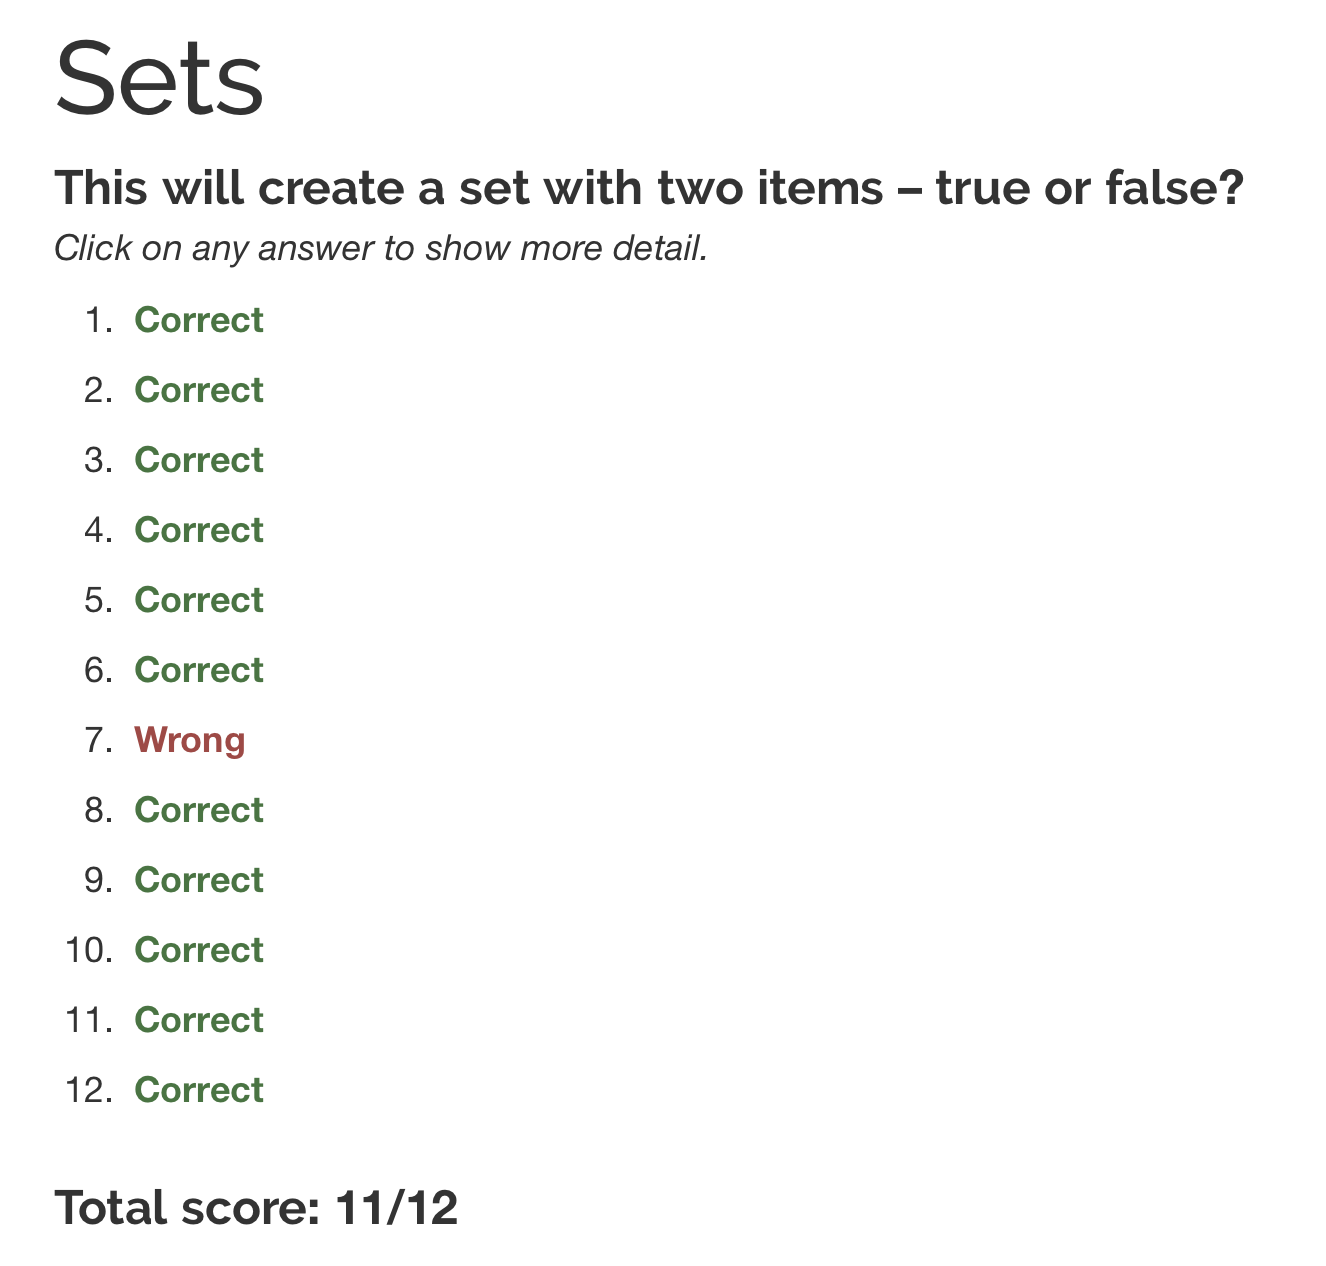 Sets
This will create a set with two items – true or false?
Click on any answer to show more detail.
1. Correct
2. Correct
3. Correct
4. Correct
5. Correct
6. Correct
7. Wrong
8. Correct
9. Correct
10. Correct
11. Correct
12. Correct
Total score: 11/12